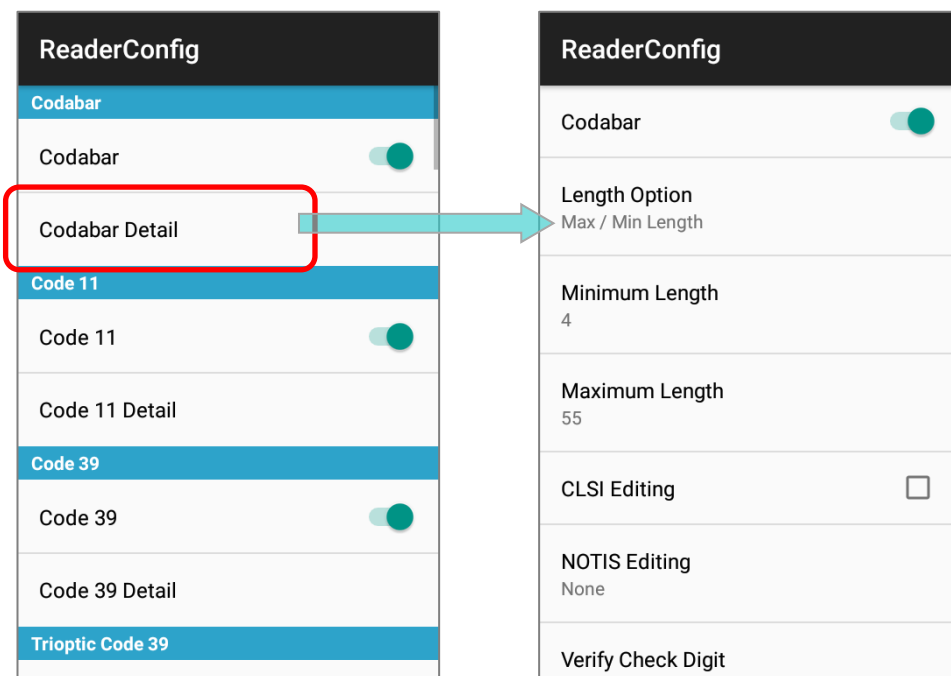 ReaderConfig
Codabar
Codabar
Codabar Detail
Code 11
Code 11
Code 11 Detail
Code 39
Code 39
Code 39 Detail
Trioptic Code 39
ReaderConfig
Codabar
Length Option
Max / Min Length
Minimum Length
4
Maximum Length
55
CLSI Editing
NOTIS Editing
None
Verify Check Digit